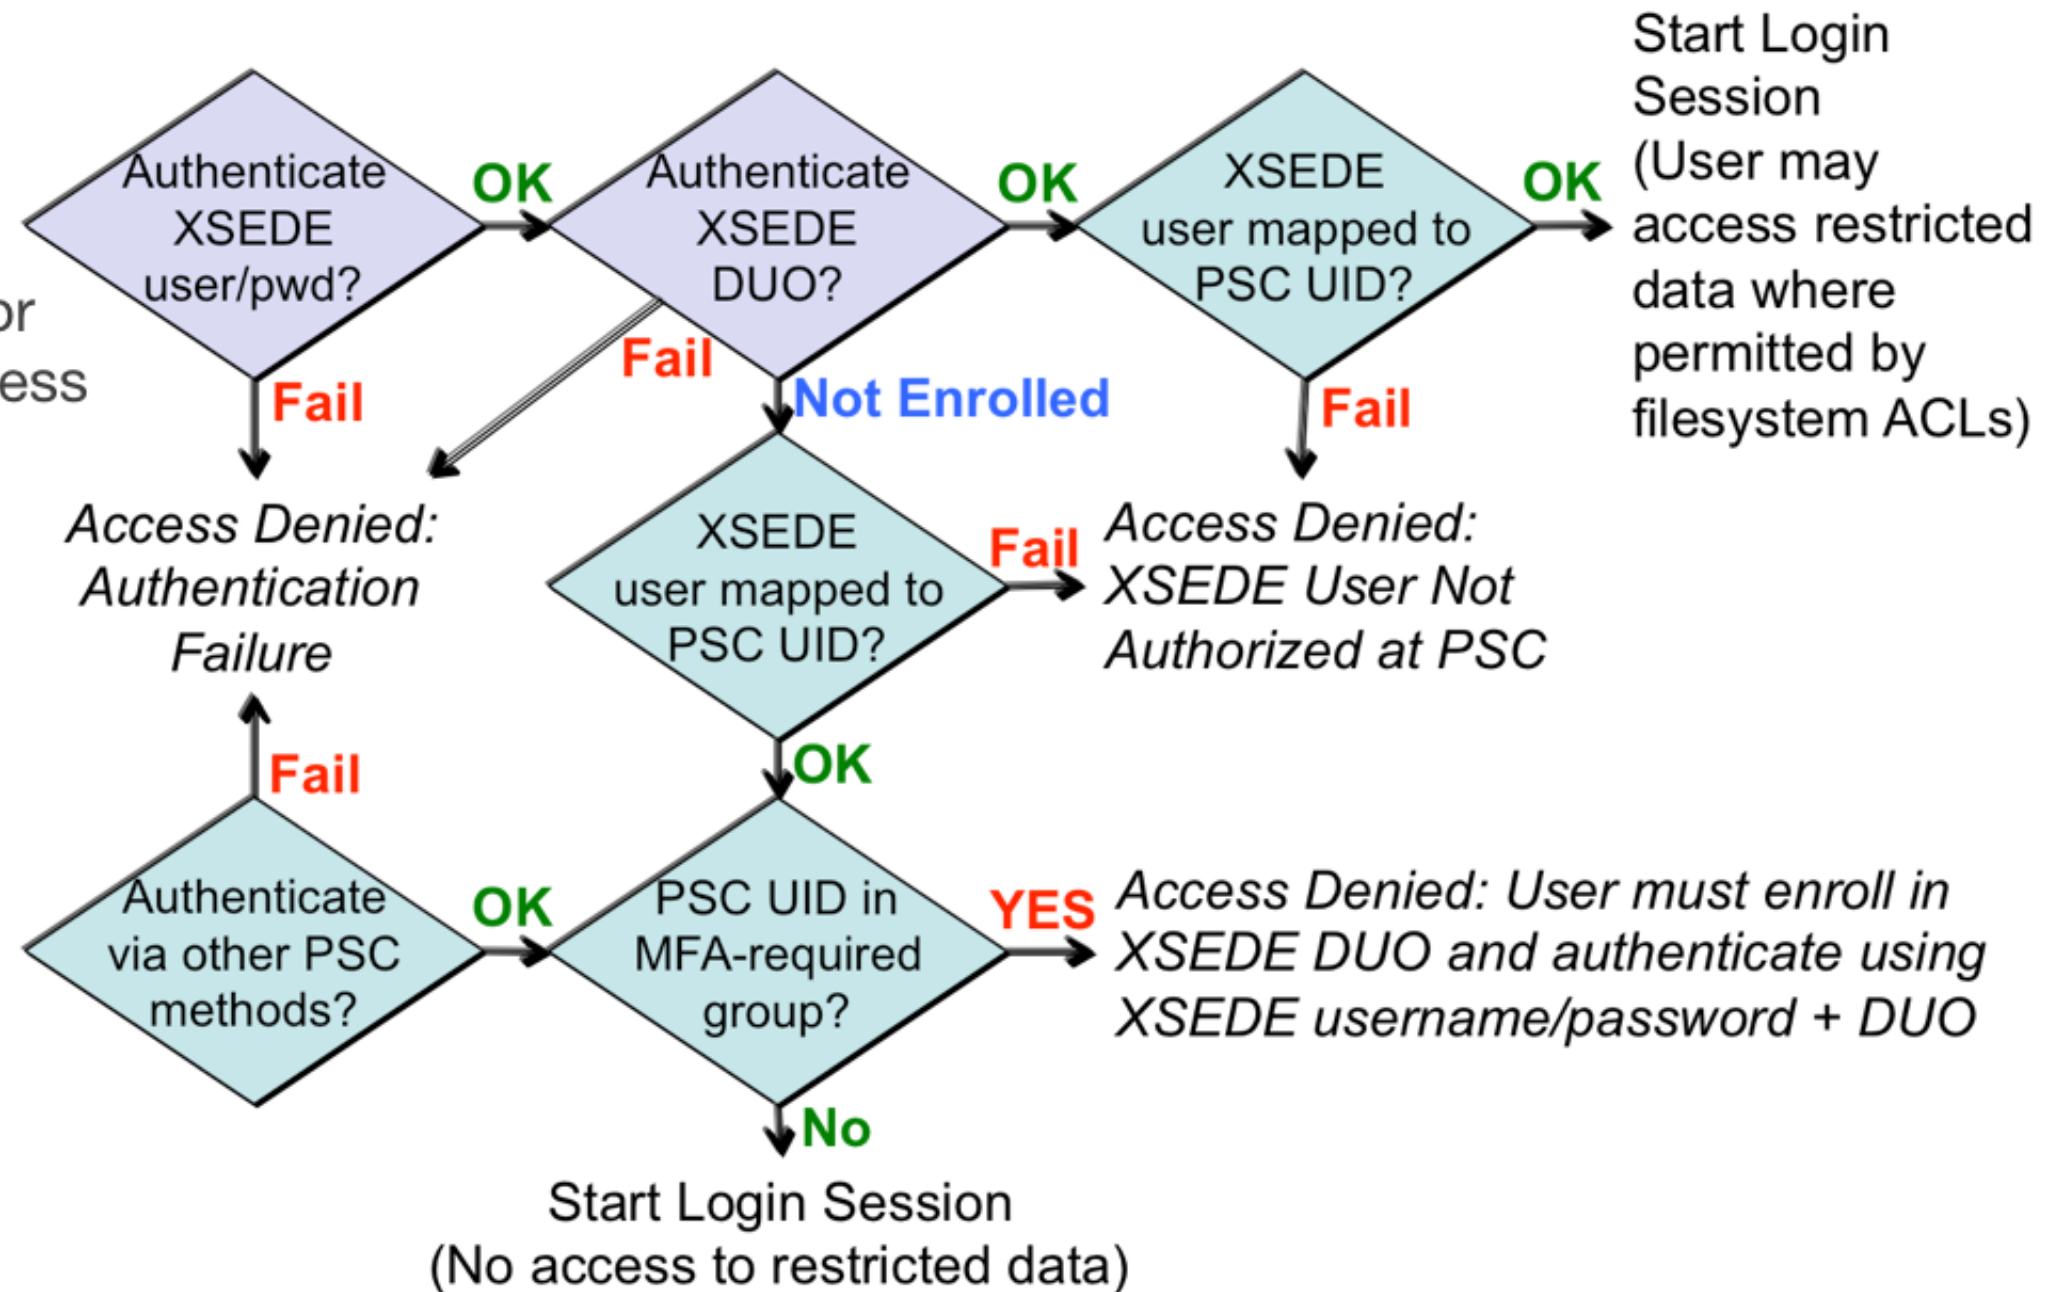 Authenticate
XSEDE
user/pwd?
OK
Authenticate
XSEDE
DUO?
OK
XSEDE
user mapped to
PSC UID?
OK
Start Login
Session
(User may
access restricted
data where
permitted by
filesystem ACLs)
or
ess
Fail
Fail
Not Enrolled
Fail
Access Denied:
Authentication
Failure
XSEDE
user mapped to
PSC UID?
Fail
Access Denied:
XSEDE User Not
Authorized at PSC
Fail
OK
Authenticate
via other PSC
methods?
OK
PSC UID in
MFA-required
group?
YES
Access Denied: User must enroll in
XSEDE DUO and authenticate using
XSEDE username/password + DUO
No
Start Login Session
(No access to restricted data)